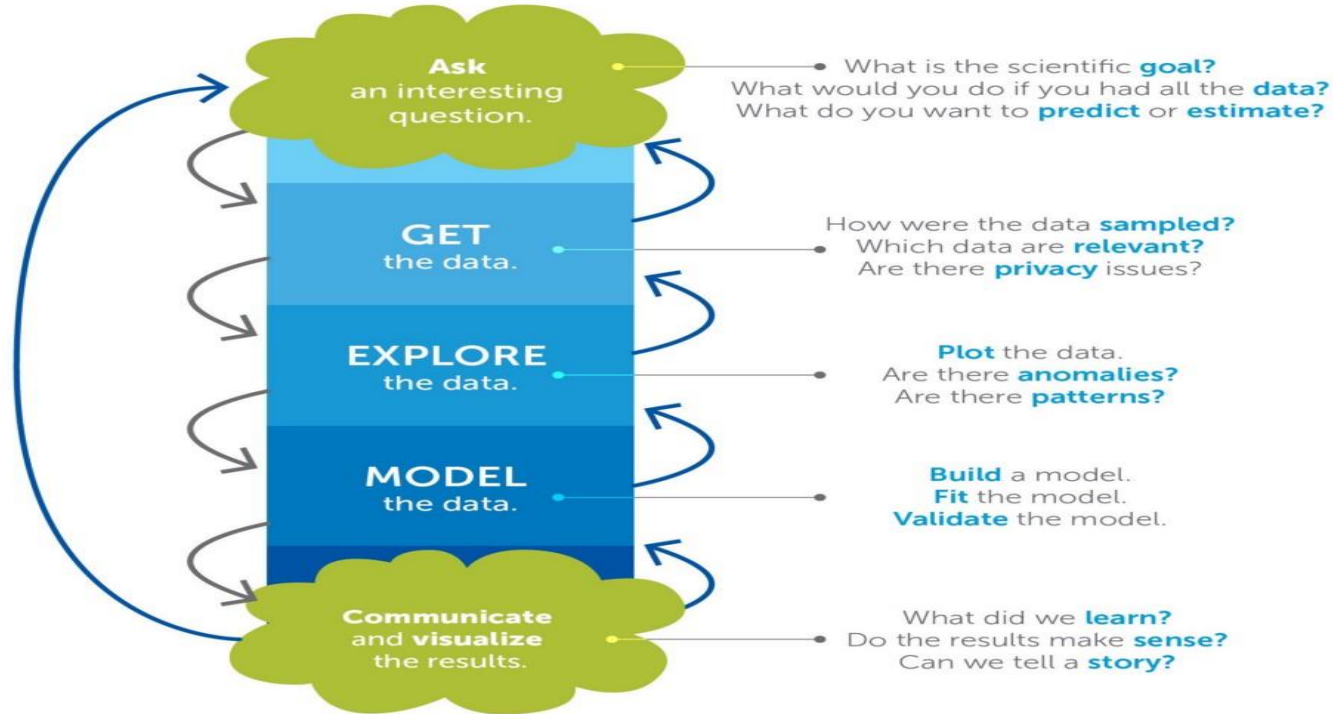 Ask
an interesting
question.
What is the scientific goal?
What would you do if you had all the data?
What do you want to predict or estimate?
GET
the data.
How were the data sampled?
Which data are relevant?
Are there privacy issues?
EXPLORE
the data.
Plot the data.
Are there anomalies?
Are there patterns?
MODEL
the data.
Build a model.
Fit the model.
Validate the model.
Communicate
and visualize
the results.
What did we learn?
Do the results make sense?
Can we tell a story?